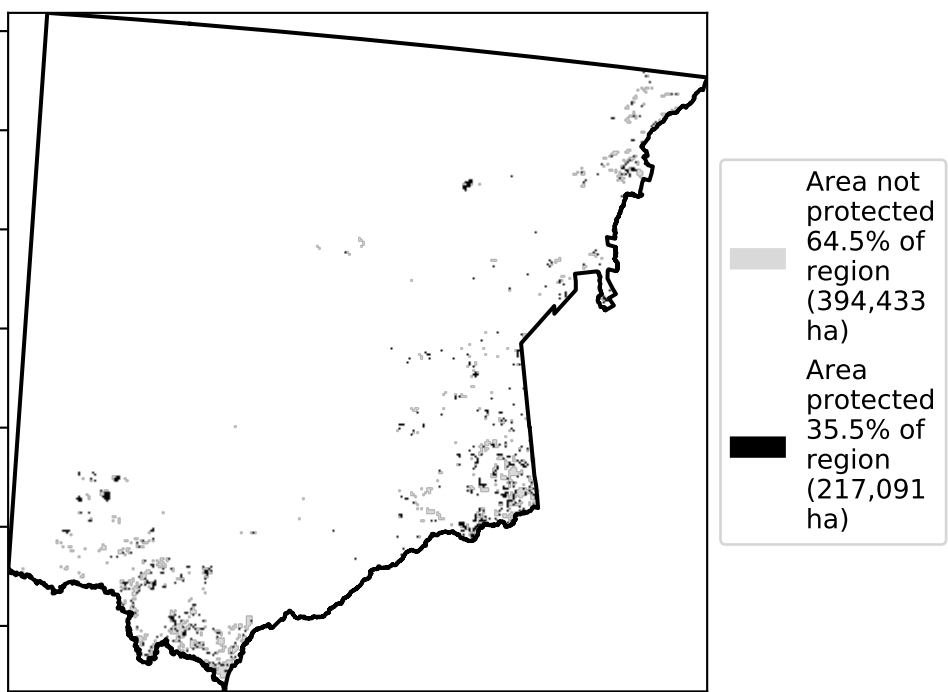 Area not
protected
64.5% of
region
(394,433
ha)
Area
protected
35.5% of
region
(217,091
ha)